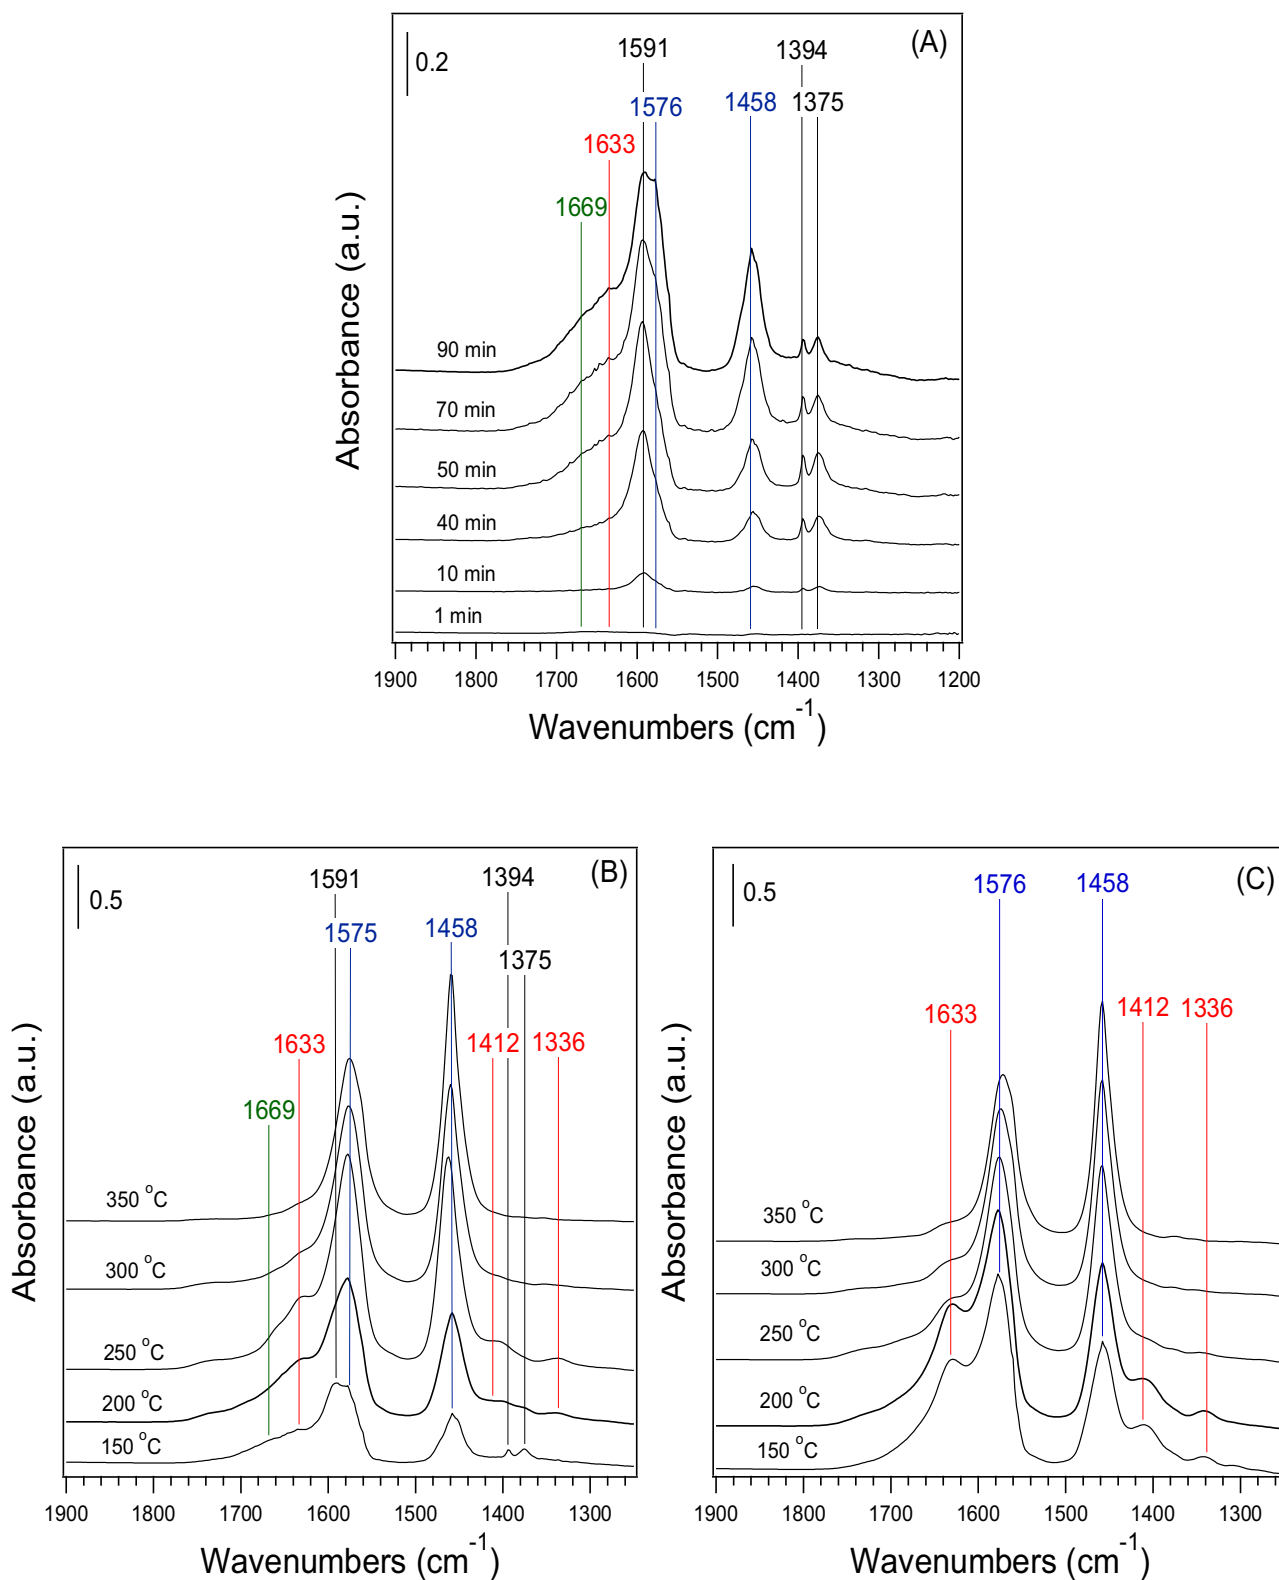 (A)
0.2
1591
1394
1576
1458
1375
1633
1669
90 min
70 min
50 min
40 min
10 min
1 min
Absorbance (a.u.)
1900 1800 1700 1600 1500 1400 1300 1200
Wavenumbers (cm⁻¹)
(B)
0.5
1591
1394
1575
1458
1375
1633
1412
1336
1669
350 °C
300 °C
250 °C
200 °C
150 °C
Absorbance (a.u.)
1900 1800 1700 1600 1500 1400 1300
Wavenumbers (cm⁻¹)
(C)
0.5
1576
1458
1633
1412
1336
350 °C
300 °C
250 °C
200 °C
150 °C
Absorbance (a.u.)
1900 1800 1700 1600 1500 1400 1300
Wavenumbers (cm⁻¹)